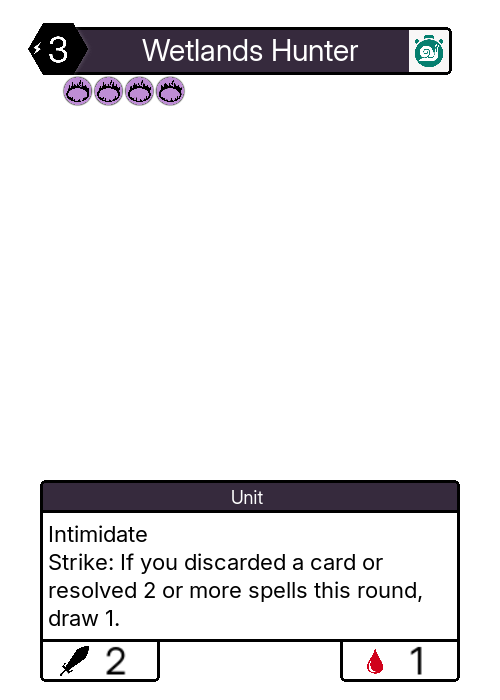 3
Wetlands Hunter
Unit
Intimidate
Strike: If you discarded a card or
resolved 2 or more spells this round,
draw 1.
2
1